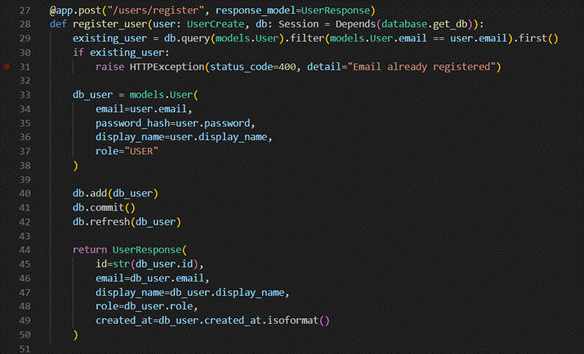 27 @app.post("/users/register", response_model=UserResponse)
28 def register_user(user: UserCreate, db: Session = Depends(database.get_db)):
29     existing_user = db.query(models.User).filter(models.User.email == user.email).first()
30     if existing_user:
31         raise HTTPException(status_code=400, detail="Email already registered")
32
33     db_user = models.User(
34         email=user.email,
35         password_hash=user.password,
36         display_name=user.display_name,
37         role="USER"
38     )
39
40     db.add(db_user)
41     db.commit()
42     db.refresh(db_user)
43
44     return UserResponse(
45         id=str(db_user.id),
46         email=db_user.email,
47         display_name=db_user.display_name,
48         role=db_user.role,
49         created_at=db_user.created_at.isoformat()
50     )
51